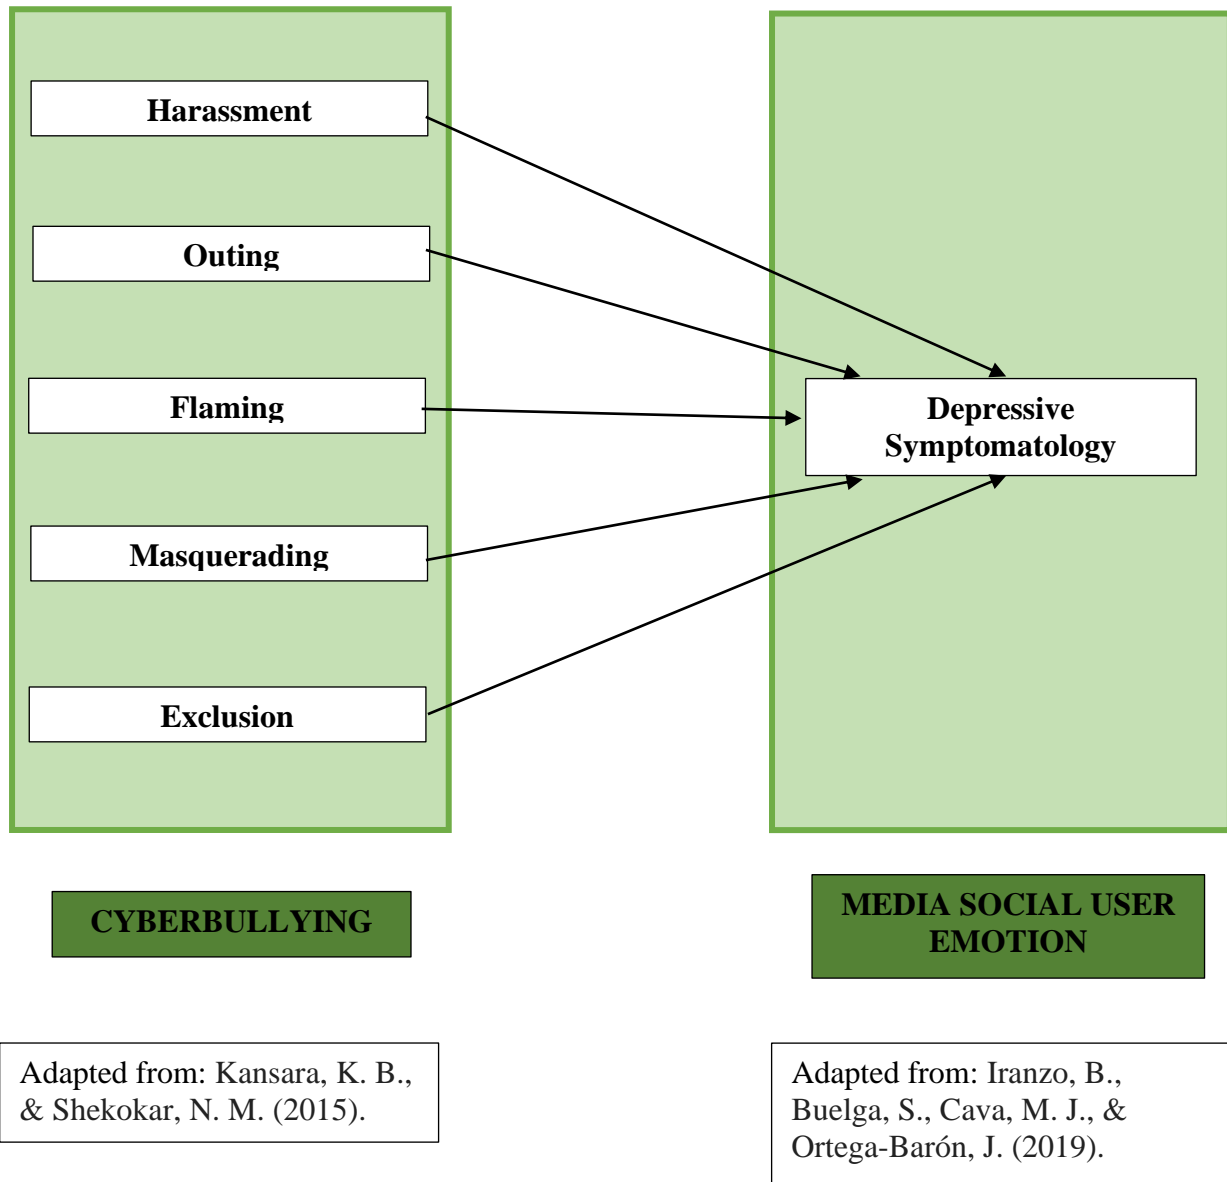 Harassment
Outing
Flaming
Masquerading
Exclusion
Depressive
Symptomatology
CYBERBULLYING
MEDIA SOCIAL USER
EMOTION
Adapted from: Kansara, K. B.,
& Shekokar, N. M. (2015).
Adapted from: Iranzo, B.,
Buelga, S., Cava, M. J., &
Ortega-Barón, J. (2019).